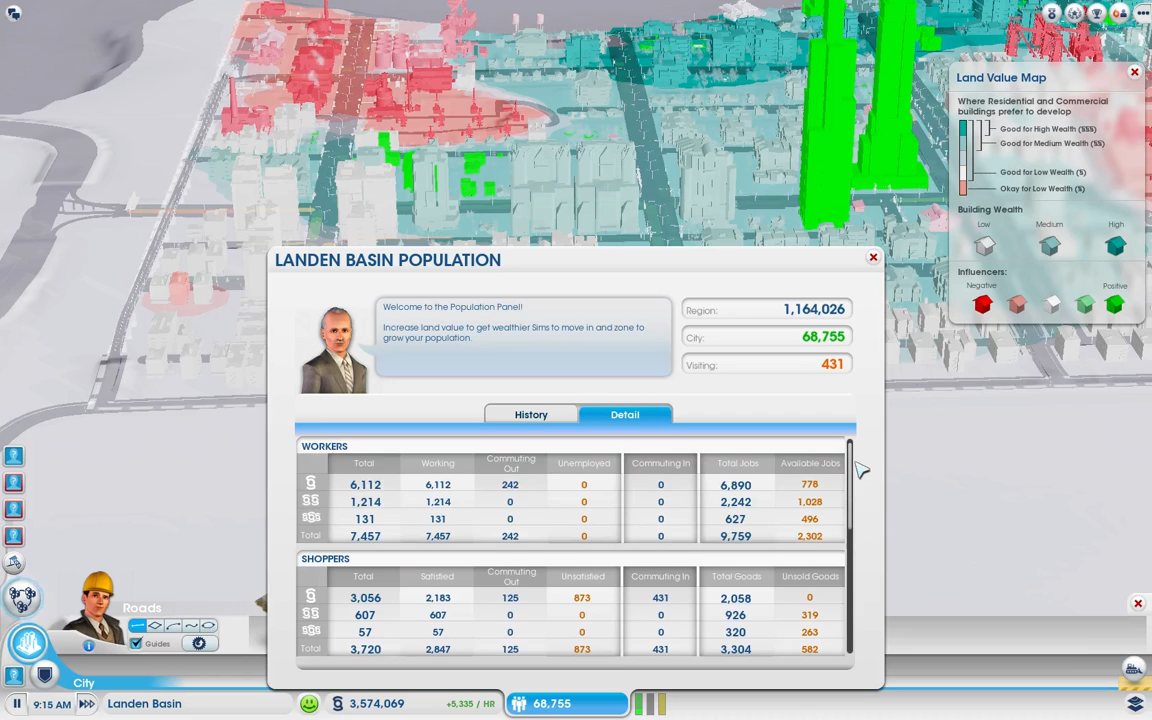 Land Value Map
Where Residential and Commercial
buildings prefer to develop
Good for High Wealth (§§§)
Good for Medium Wealth (§§)
Good for Low Wealth (§)
Okay for Low Wealth (§)
Building Wealth
Low Medium High
Influencers:
Negative Positive
LANDEN BASIN POPULATION
Welcome to the Population Panel!
Increase land value to get wealthier Sims to move in and zone to
grow your population.
Region: 1,164,026
City: 68,755
Visiting: 431
History Detail
WORKERS
Total Working Commuting Out Unemployed Commuting In Total Jobs Available Jobs
§ 6,112 6,112 242 0 0 6,890 778
§§ 1,214 1,214 0 0 0 2,242 1,028
§§§ 131 131 0 0 0 627 496
Total 7,457 7,457 242 0 0 9,759 2,302
SHOPPERS
Total Satisfied Commuting Out Unsatisfied Commuting In Total Goods Unsold Goods
§ 3,056 2,183 125 873 431 2,058 0
§§ 607 607 0 0 0 926 319
§§§ 57 57 0 0 0 320 263
Total 3,720 2,847 125 873 431 3,304 582
Roads
Guides
City
9:15 AM Landen Basin § 3,574,069 +5,335 / HR 68,755